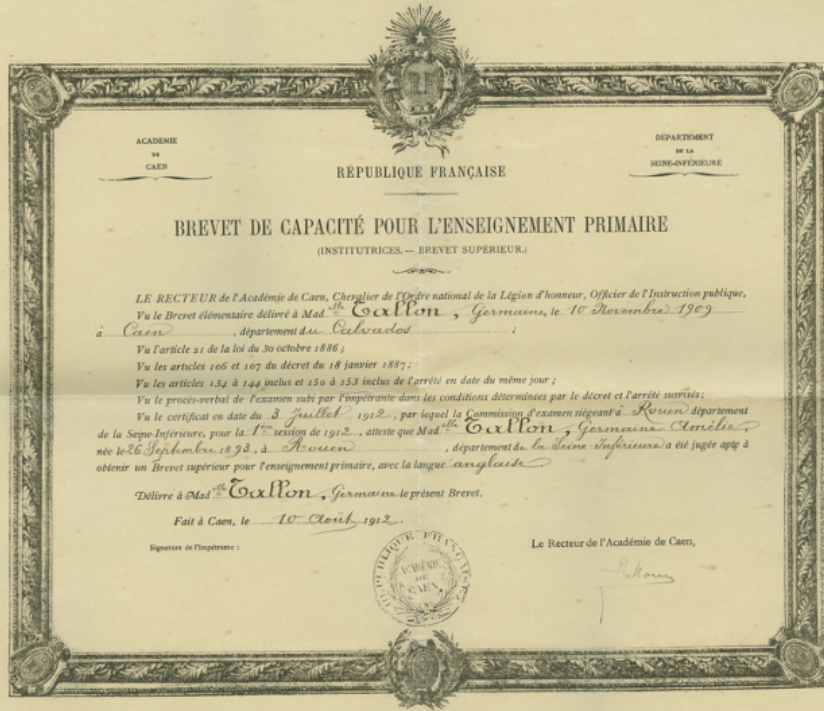 ACADEMIE
DE
CAEN
DÉPARTEMENT
DE LA
SEINE-INFÉRIEURE
RÉPUBLIQUE FRANÇAISE
BREVET DE CAPACITÉ POUR L'ENSEIGNEMENT PRIMAIRE
(INSTITUTRICES. — BREVET SUPÉRIEUR.)
LE RECTEUR de l'Académie de Caen, Chevalier de l'Ordre national de la Légion d'honneur, Officier de l'Instruction publique,
Vu le Brevet élémentaire délivré à Mad elle Tallon, Germaine, le 10 Novembre 1909
à Caen, département du Calvados ;
Vu l'article 21 de la loi du 30 octobre 1886 ;
Vu les articles 106 et 107 du décret du 18 janvier 1887 ;
Vu les articles 134 à 144 inclus et 150 à 153 inclus de l'arrêté en date du même jour ;
Vu le procès-verbal de l'examen subi par l'impétrante dans les conditions déterminées par le décret et l'arrêté susvisés ;
Vu le certificat en date du 3 Juillet 1912, par lequel la Commission d'examen siégeant à Rouen département
de la Seine-Inférieure, pour la 1ère session de 1912, atteste que Mad elle Tallon, Germaine Amélie,
née le 26 Septembre 1893, à Rouen, département de la Seine Inférieure a été jugée apte à
obtenir un Brevet supérieur pour l'enseignement primaire, avec la langue anglaise
Délivre à Mad elle Tallon, Germaine le présent Brevet.
Fait à Caen, le 10 Août 1912.
Signature de l'impétrante :
Le Recteur de l'Académie de Caen,
RÉPUBLIQUE FRANÇAISE
ACADÉMIE
DE
CAEN